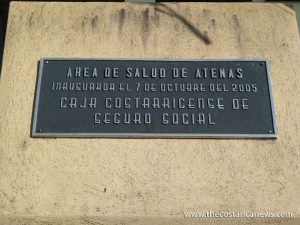 AREA DE SALUD DE ATENAS
INAUGURADA EL 7 DE OCTUBRE DEL 2005
CAJA COSTARRICENSE DE
SEGURO SOCIAL
www.thecostaricanews.com